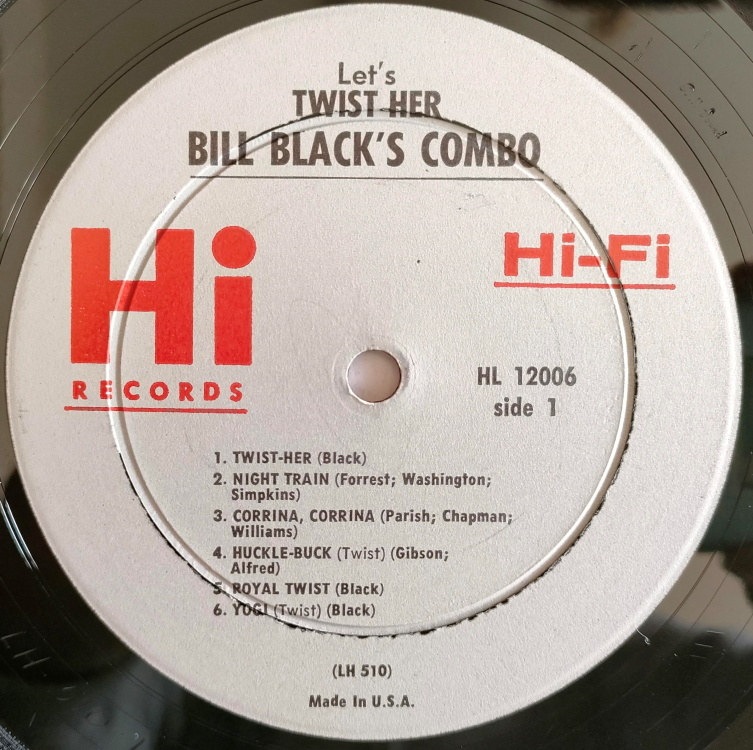 Let's
TWIST HER
BILL BLACK'S COMBO
Hi
RECORDS
Hi-Fi
HL 12006
side 1
1. TWIST-HER (Black)
2. NIGHT TRAIN (Forrest; Washington;
Simpkins)
3. CORRINA, CORRINA (Parish; Chapman;
Williams)
4. HUCKLE-BUCK (Twist) (Gibson;
Alfred)
5. ROYAL TWIST (Black)
6. YOGI (Twist) (Black)
(LH 510)
Made In U.S.A.